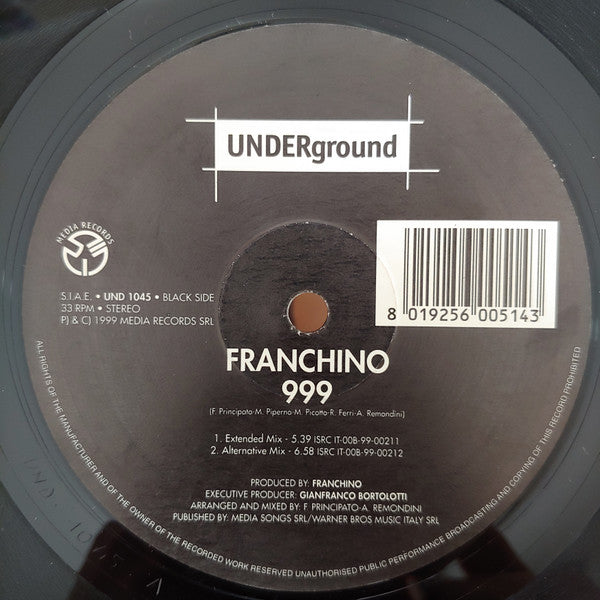 UNDERground
MEDIA RECORDS
S.I.A.E. • UND 1045 • BLACK SIDE
33 RPM • STEREO
P) & C) 1999 MEDIA RECORDS SRL
8 019256 005143
FRANCHINO
999
(F. Principato-M. Piperno-M. Picotto-R. Ferri-A. Remondini)
1. Extended Mix - 5.39 ISRC IT-00B-99-00211
2. Alternative Mix - 6.58 ISRC IT-00B-99-00212
PRODUCED BY: FRANCHINO
EXECUTIVE PRODUCER: GIANFRANCO BORTOLOTTI
ARRANGED AND MIXED BY: F. PRINCIPATO-A. REMONDINI
PUBLISHED BY: MEDIA SONGS SRL/WARNER BROS MUSIC ITALY SRL
ALL RIGHTS OF THE MANUFACTURER AND OF THE OWNER OF THE RECORDED WORK RESERVED UNAUTHORISED PUBLIC PERFORMANCE BROADCASTING AND COPYING OF THIS RECORD PROHIBITED
UND 1045 A